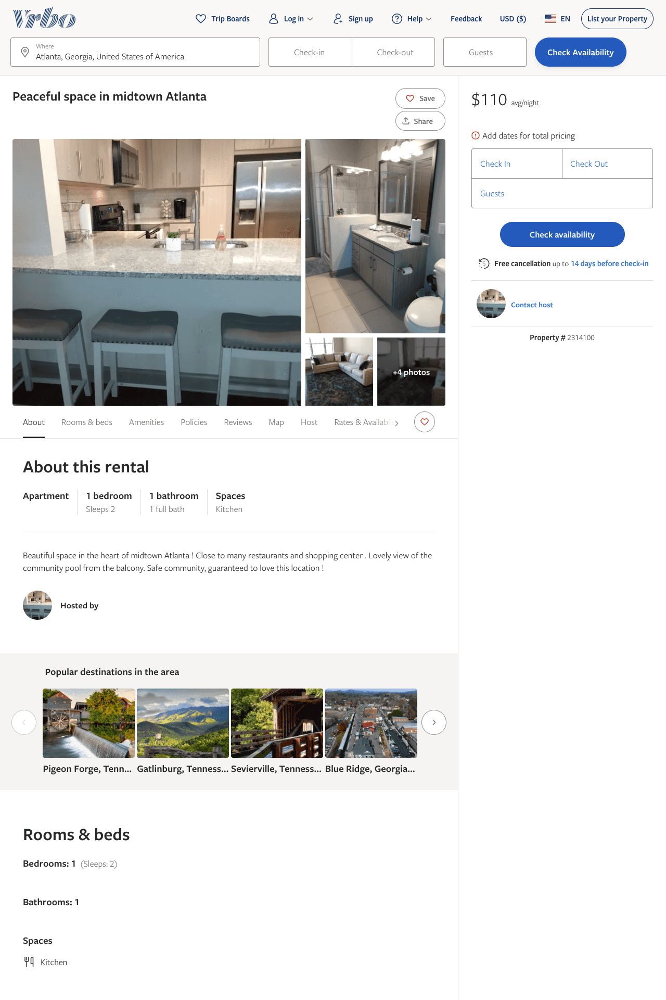 Vrbo
Trip Boards
Log in
Sign up
Help
Feedback
USD ($)
EN
List your Property
Where
Atlanta, Georgia, United States of America
Check-in
Check-out
Guests
Check Availability
Peaceful space in midtown Atlanta
Save
Share
+4 photos
$110 avg/night
Add dates for total pricing
Check In
Check Out
Guests
Check availability
Free cancellation up to 14 days before check-in
Contact host
Property # 2314100
About
Rooms & beds
Amenities
Policies
Reviews
Map
Host
Rates & Availabili
About this rental
Apartment
1 bedroom
Sleeps 2
1 bathroom
1 full bath
Spaces
Kitchen
Beautiful space in the heart of midtown Atlanta ! Close to many restaurants and shopping center . Lovely view of the
community pool from the balcony. Safe community, guaranteed to love this location !
Hosted by
Popular destinations in the area
Pigeon Forge, Tenn...
Gatlinburg, Tenness...
Sevierville, Tenness...
Blue Ridge, Georgia...
Rooms & beds
Bedrooms: 1 (Sleeps: 2)
Bathrooms: 1
Spaces
Kitchen